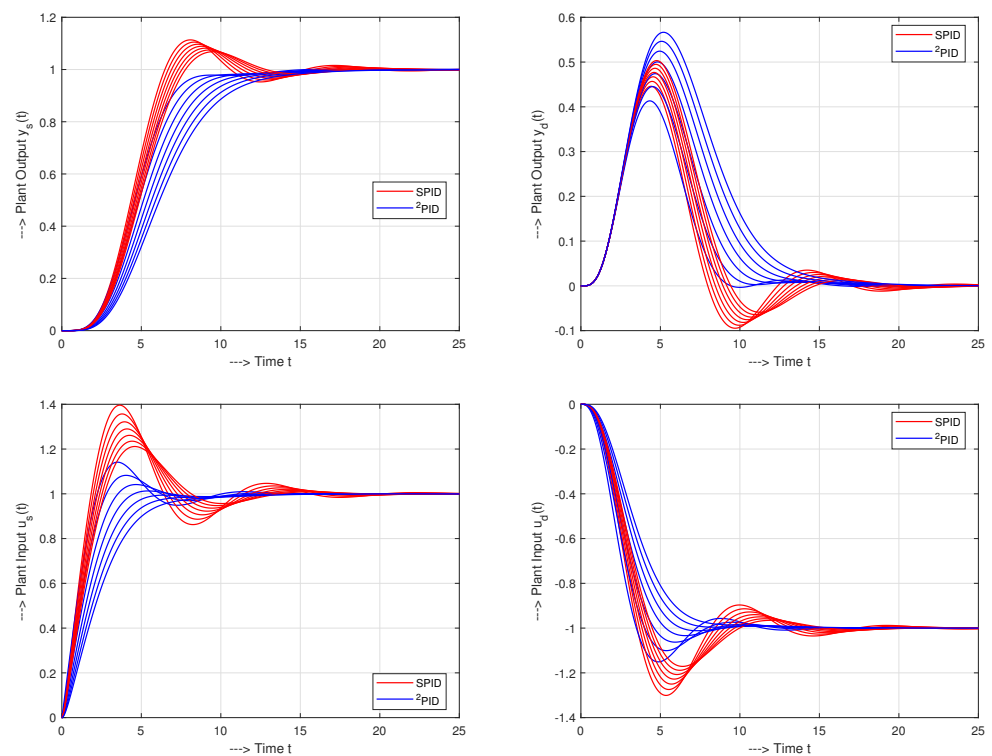 1.2
1
0.8
0.6
0.4
0.2
0
0 5 10 15 20 25
---> Time t
---> Plant Output y_s(t)
SPID
²PID
0.6
0.5
0.4
0.3
0.2
0.1
0
-0.1
0 5 10 15 20 25
---> Time t
---> Plant Output y_d(t)
SPID
²PID
1.4
1.2
1
0.8
0.6
0.4
0.2
0
0 5 10 15 20 25
---> Time t
---> Plant Input u_s(t)
SPID
²PID
0
-0.2
-0.4
-0.6
-0.8
-1
-1.2
-1.4
0 5 10 15 20 25
---> Time t
---> Plant Input u_d(t)
SPID
²PID